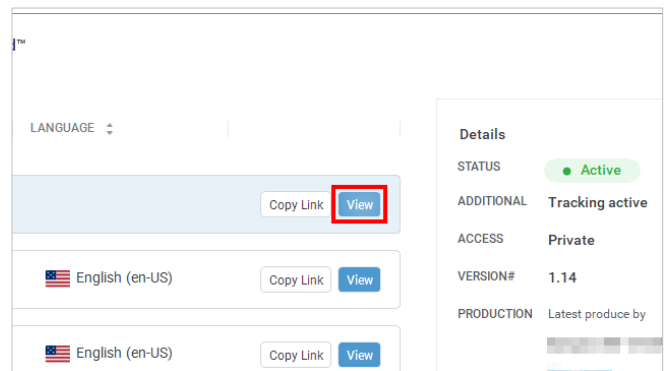 d™
LANGUAGE
Details
STATUS Active
Copy Link View
ADDITIONAL Tracking active
ACCESS Private
English (en-US) Copy Link View
VERSION# 1.14
PRODUCTION Latest produce by
English (en-US) Copy Link View